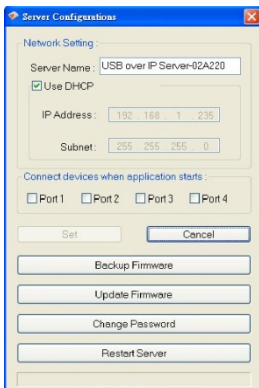 Server Configurations
Network Setting :
Server Name : USB over IP Server-02A220
Use DHCP
IP Address : 192 . 168 . 1 . 235
Subnet : 255 . 255 . 255 . 0
Connect devices when application starts :
Port 1 Port 2 Port 3 Port 4
Set Cancel
Backup Firmware
Update Firmware
Change Password
Restart Server